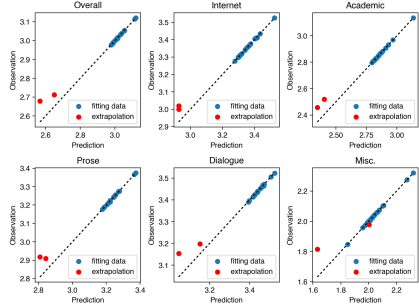 Overall
Observation
3.1
3.0
2.9
2.8
2.7
2.6
fitting data
extrapolation
2.6 2.8 3.0
Prediction
Internet
Observation
3.5
3.4
3.3
3.2
3.1
3.0
2.9
fitting data
extrapolation
3.0 3.2 3.4
Prediction
Academic
Observation
3.0
2.8
2.6
2.4
fitting data
extrapolation
2.50 2.75 3.00
Prediction
Prose
Observation
3.4
3.3
3.2
3.1
3.0
2.9
2.8
fitting data
extrapolation
2.8 3.0 3.2 3.4
Prediction
Dialogue
Observation
3.5
3.4
3.3
3.2
3.1
fitting data
extrapolation
3.2 3.4
Prediction
Misc.
Observation
2.2
2.0
1.8
1.6
fitting data
extrapolation
1.6 1.8 2.0 2.2
Prediction